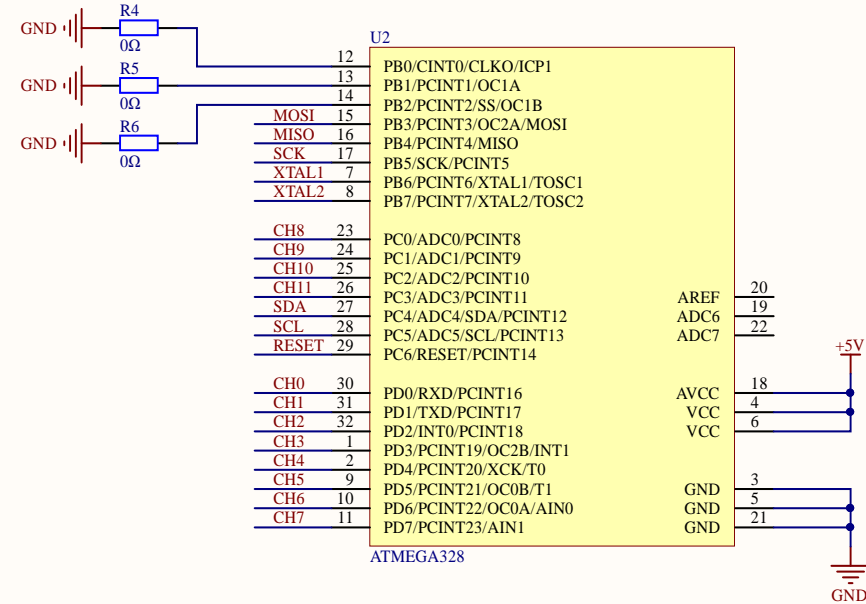 R4
GND
0Ω
R5
GND
0Ω
R6
GND
0Ω
U2
12 PB0/CINT0/CLKO/ICP1
13 PB1/PCINT1/OC1A
14 PB2/PCINT2/SS/OC1B
MOSI 15 PB3/PCINT3/OC2A/MOSI
MISO 16 PB4/PCINT4/MISO
SCK 17 PB5/SCK/PCINT5
XTAL1 7 PB6/PCINT6/XTAL1/TOSC1
XTAL2 8 PB7/PCINT7/XTAL2/TOSC2
CH8 23 PC0/ADC0/PCINT8
CH9 24 PC1/ADC1/PCINT9
CH10 25 PC2/ADC2/PCINT10
CH11 26 PC3/ADC3/PCINT11 AREF 20
SDA 27 PC4/ADC4/SDA/PCINT12 ADC6 19
SCL 28 PC5/ADC5/SCL/PCINT13 ADC7 22
RESET 29 PC6/RESET/PCINT14
+5V
CH0 30 PD0/RXD/PCINT16 AVCC 18
CH1 31 PD1/TXD/PCINT17 VCC 4
CH2 32 PD2/INT0/PCINT18 VCC 6
CH3 1 PD3/PCINT19/OC2B/INT1
CH4 2 PD4/PCINT20/XCK/T0
CH5 9 PD5/PCINT21/OC0B/T1 GND 3
CH6 10 PD6/PCINT22/OC0A/AIN0 GND 5
CH7 11 PD7/PCINT23/AIN1 GND 21
ATMEGA328
GND